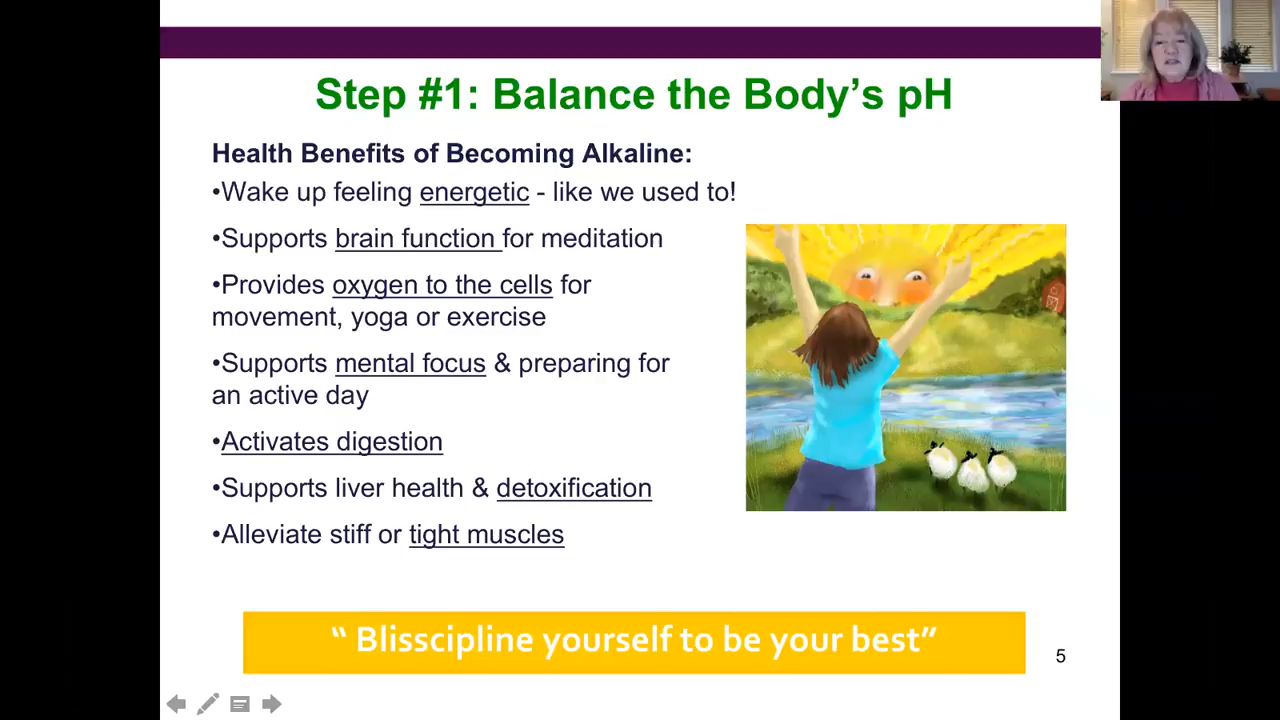 Step #1: Balance the Body’s pH
Health Benefits of Becoming Alkaline:
•Wake up feeling energetic - like we used to!
•Supports brain function for meditation
•Provides oxygen to the cells for
movement, yoga or exercise
•Supports mental focus & preparing for
an active day
•Activates digestion
•Supports liver health & detoxification
•Alleviate stiff or tight muscles
“ Blisscipline yourself to be your best”
5